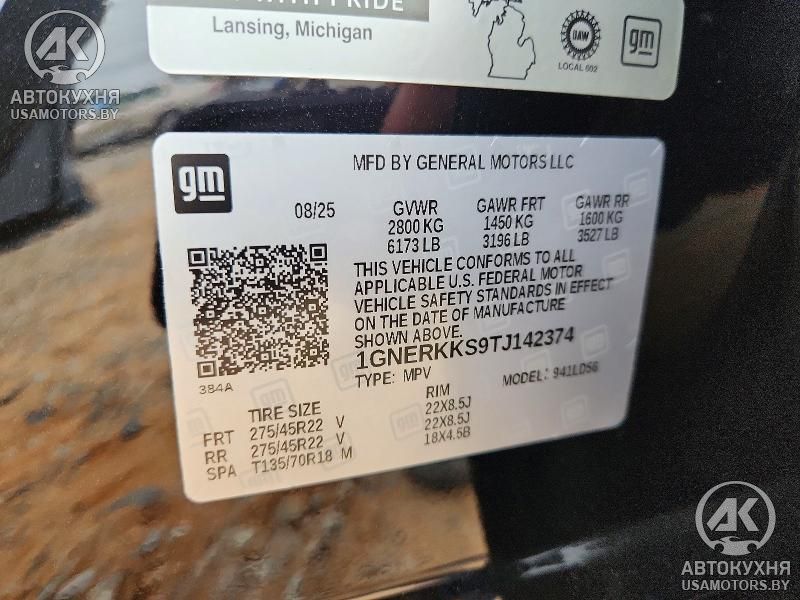 WITH PRIDE
Lansing, Michigan
UAW
LOCAL 602
gm
AK
АВТОКУХНЯ
USAMOTORS.BY
gm
MFD BY GENERAL MOTORS LLC
08/25
GVWR GAWR FRT GAWR RR
2800 KG 1450 KG 1600 KG
6173 LB 3196 LB 3527 LB
THIS VEHICLE CONFORMS TO ALL
APPLICABLE U.S. FEDERAL MOTOR
VEHICLE SAFETY STANDARDS IN EFFECT
ON THE DATE OF MANUFACTURE
SHOWN ABOVE.
1GNERKKS9TJ142374
TYPE: MPV MODEL: 941LD56
384A
TIRE SIZE RIM
FRT 275/45R22 V 22X8.5J
RR 275/45R22 V 22X8.5J
SPA T135/70R18 M 18X4.5B
AK
АВТОКУХНЯ
USAMOTORS.BY